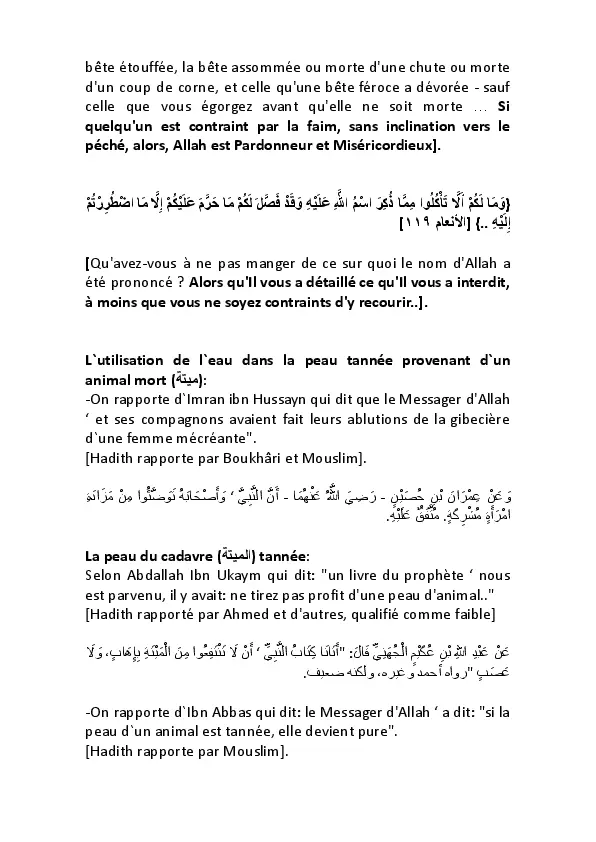 bête étouffée, la bête assommée ou morte d'une chute ou morte
d'un coup de corne, et celle qu'une bête féroce a dévorée - sauf
celle que vous égorgez avant qu'elle ne soit morte … Si
quelqu'un est contraint par la faim, sans inclination vers le
péché, alors, Allah est Pardonneur et Miséricordieux].
{وَمَا لَكُمْ أَلَّا تَأْكُلُوا مِمَّا ذُكِرَ اسْمُ اللَّهِ عَلَيْهِ وَقَدْ فَصَّلَ لَكُمْ مَا حَرَّمَ عَلَيْكُمْ إِلَّا مَا اضْطُرِرْتُمْ
إِلَيْهِ ..} [الأنعام ١١٩]
[Qu'avez-vous à ne pas manger de ce sur quoi le nom d'Allah a
été prononcé ? Alors qu'Il vous a détaillé ce qu'Il vous a interdit,
à moins que vous ne soyez contraints d'y recourir..].
L`utilisation de l`eau dans la peau tannée provenant d`un
animal mort (ميتة):
-On rapporte d`Imran ibn Hussayn qui dit que le Messager d'Allah
‘ et ses compagnons avaient fait leurs ablutions de la gibecière
d`une femme mécréante".
[Hadith rapporte par Boukhâri et Mouslim].
وَعَنْ عِمْرَانَ بْنِ حُصَيْنٍ - رَضِيَ اللَّهُ عَنْهُمَا - أَنَّ النَّبِيَّ ‘ وَأَصْحَابَهُ تَوَضَّئُوا مِنْ مَزَادَةِ
امْرَأَةٍ مُشْرِكَةٍ. مُتَّفَقٌ عَلَيْهِ.
La peau du cadavre (الميتة) tannée:
Selon Abdallah Ibn Ukaym qui dit: "un livre du prophète ‘ nous
est parvenu, il y avait: ne tirez pas profit d'une peau d'animal.."
[Hadith rapporté par Ahmed et d'autres, qualifié comme faible]
عَنْ عَبْدِ اللهِ بْنِ عُكَيْمٍ الْجُهَنِيِّ قَالَ: "أَتَانَا كِتَابُ النَّبِيِّ ‘ أَنْ لَا تَنْتَفِعُوا مِنَ الْمَيْتَةِ بِإِهَابٍ، وَلَا
عَصَبٍ "رواه أحمد وغيره، ولكنه ضعيف.
-On rapporte d`Ibn Abbas qui dit: le Messager d'Allah ‘ a dit: "si la
peau d`un animal est tannée, elle devient pure".
[Hadith rapporte par Mouslim].